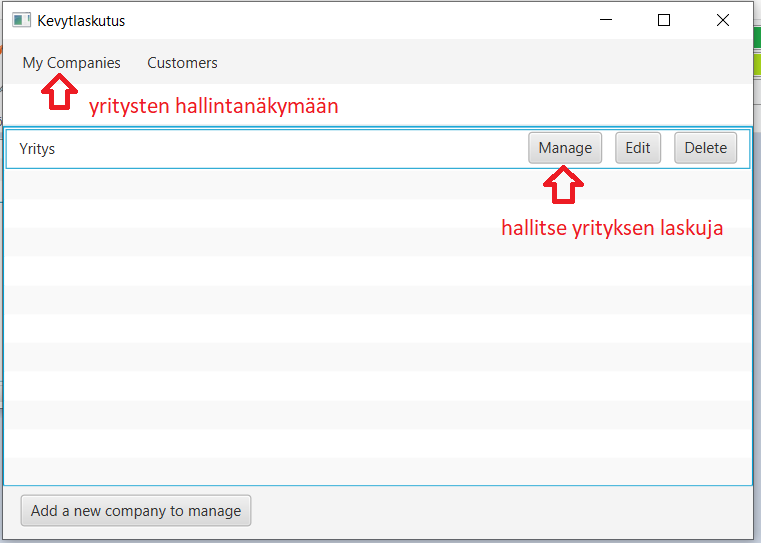 Kevytlaskutus
My Companies Customers
yritysten hallintanäkymään
Yritys Manage Edit Delete
hallitse yrityksen laskuja
Add a new company to manage